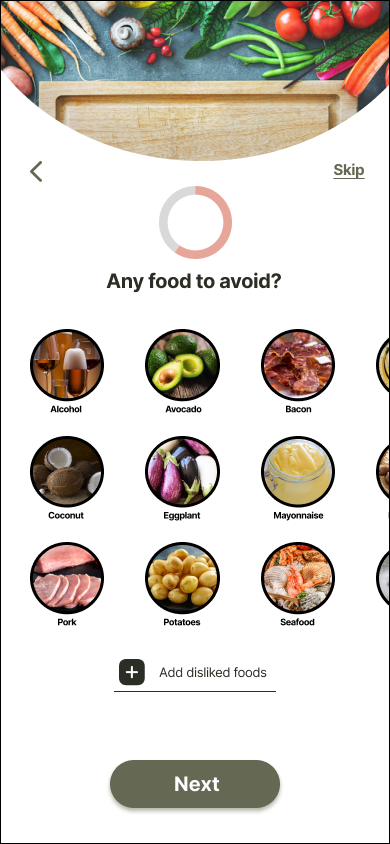 Skip
Any food to avoid?
Alcohol
Avocado
Bacon
Coconut
Eggplant
Mayonnaise
Pork
Potatoes
Seafood
Add disliked foods
Next